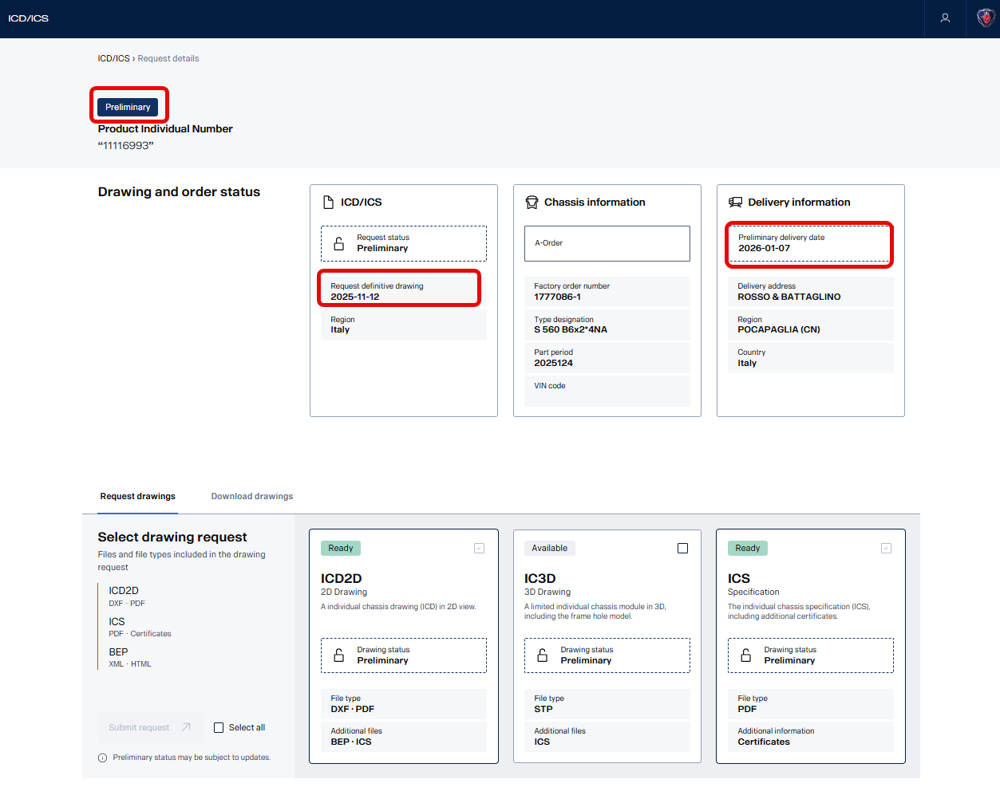 ICD/ICS
ICD/ICS › Request details
Preliminary
Product Individual Number
“11116993”
Drawing and order status
ICD/ICS
Request status
Preliminary
Request definitive drawing
2025-11-12
Region
Italy
Chassis information
A-Order
Factory order number
1777086-1
Type designation
S 560 B6x2*4NA
Part period
2025124
VIN code
Delivery information
Preliminary delivery date
2026-01-07
Delivery address
ROSSO & BATTAGLINO
Region
POCAPAGLIA (CN)
Country
Italy
Request drawings
Download drawings
Select drawing request
Files and file types included in the drawing
request
ICD2D
DXF · PDF
ICS
PDF · Certificates
BEP
XML · HTML
Submit request
Select all
Preliminary status may be subject to updates.
Ready
ICD2D
2D Drawing
A individual chassis drawing (ICD) in 2D view.
Drawing status
Preliminary
File type
DXF · PDF
Additional files
BEP · ICS
Available
IC3D
3D Drawing
A limited individual chassis module in 3D,
including the frame hole model.
Drawing status
Preliminary
File type
STP
Additional files
ICS
Ready
ICS
Specification
The individual chassis specification (ICS),
including additional certificates.
Drawing status
Preliminary
File type
PDF
Additional information
Certificates